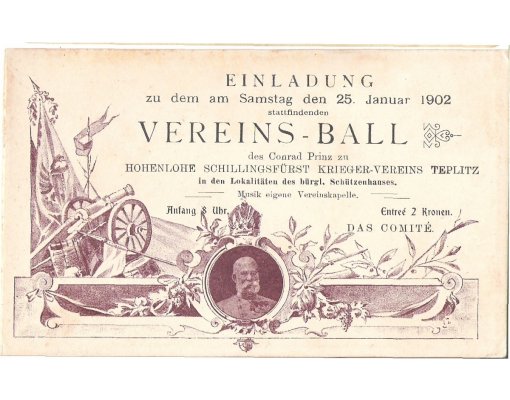 EINLADUNG
zu dem am Samstag den 25. Januar 1902
stattfindenden
VEREINS-BALL
des Conrad Prinz zu
HOHENLOHE SCHILLINGSFÜRST KRIEGER-VEREINS TEPLITZ
in den Lokalitäten des bürgl. Schützenhauses.
Musik eigene Vereinskapelle.
Anfang 8 Uhr. Entreé 2 Kronen.
DAS COMITÉ.